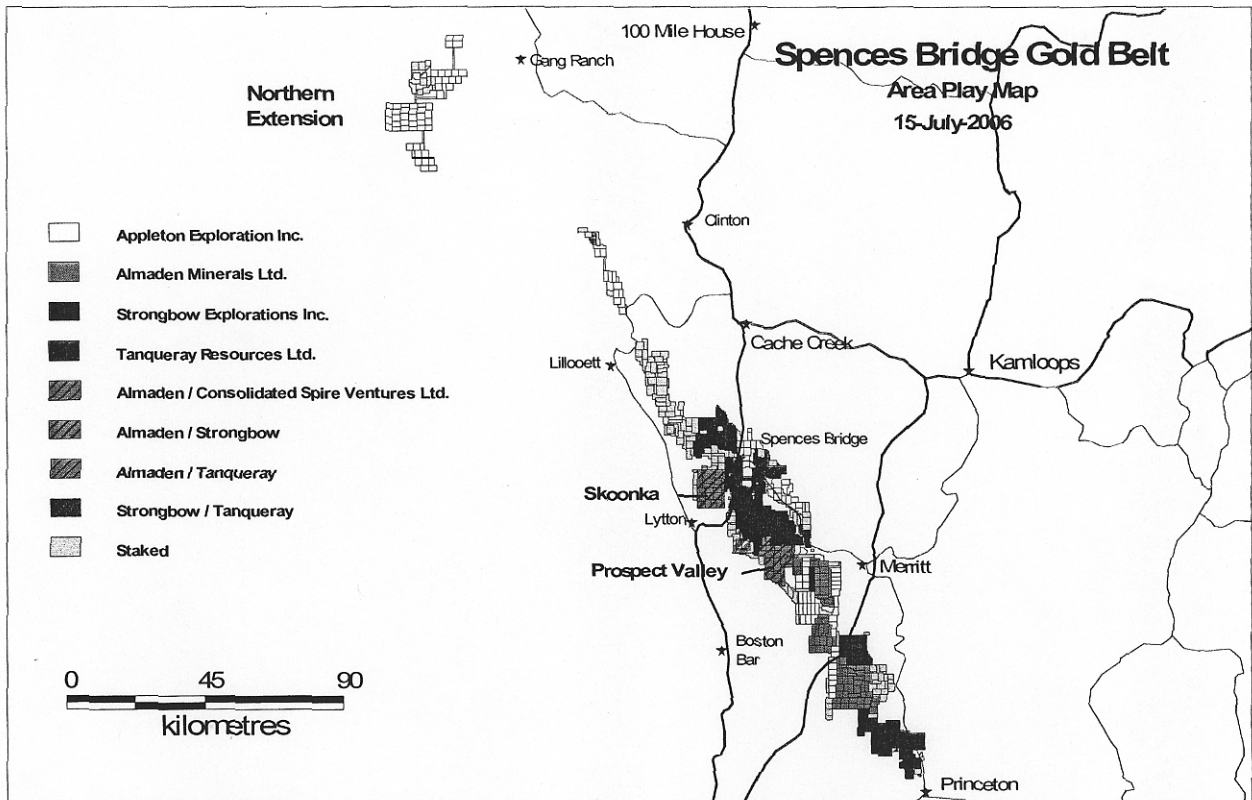 100 Mile House
Spences Bridge Gold Belt
Area Play Map
15-July-2006
Gang Ranch
Northern
Extension
Clinton
Appleton Exploration Inc.
Almaden Minerals Ltd.
Strongbow Explorations Inc.
Tanqueray Resources Ltd.
Almaden / Consolidated Spire Ventures Ltd.
Almaden / Strongbow
Almaden / Tanqueray
Strongbow / Tanqueray
Staked
Cache Creek
Lillooett
Kamloops
Spences Bridge
Skoonka
Lytton
Prospect Valley
Merritt
Boston
Bar
Princeton
0 45 90
kilometres